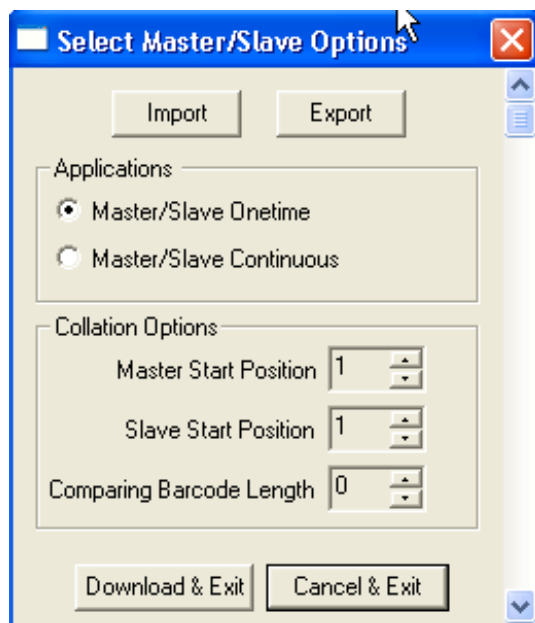 Select Master/Slave Options
Import Export
Applications
Master/Slave Onetime
Master/Slave Continuous
Collation Options
Master Start Position 1
Slave Start Position 1
Comparing Barcode Length 0
Download & Exit Cancel & Exit